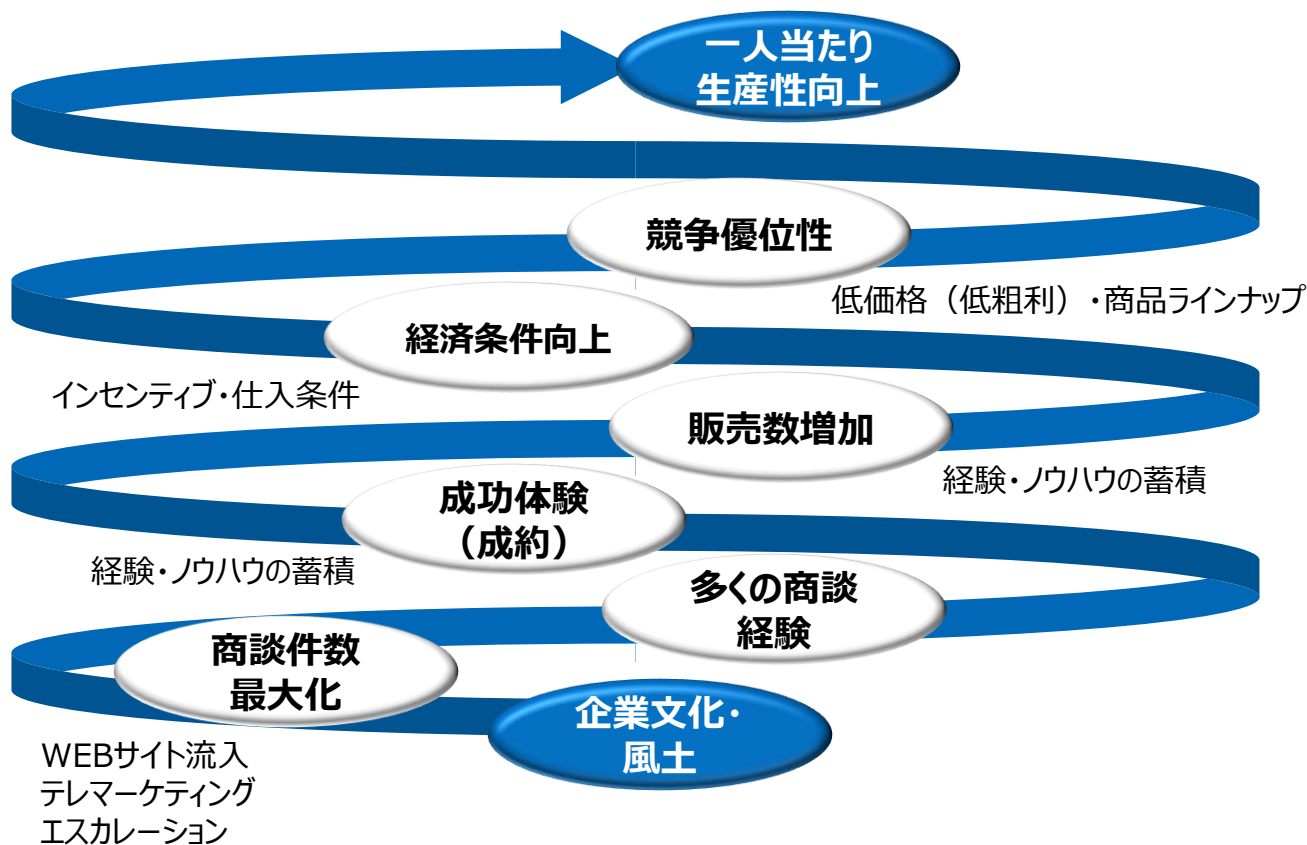 一人当たり
生産性向上
競争優位性
低価格（低粗利）・商品ラインナップ
経済条件向上
インセンティブ・仕入条件
販売数増加
経験・ノウハウの蓄積
成功体験
（成約）
経験・ノウハウの蓄積
多くの商談
経験
商談件数
最大化
企業文化・
風土
WEBサイト流入
テレマーケティング
エスカレーション